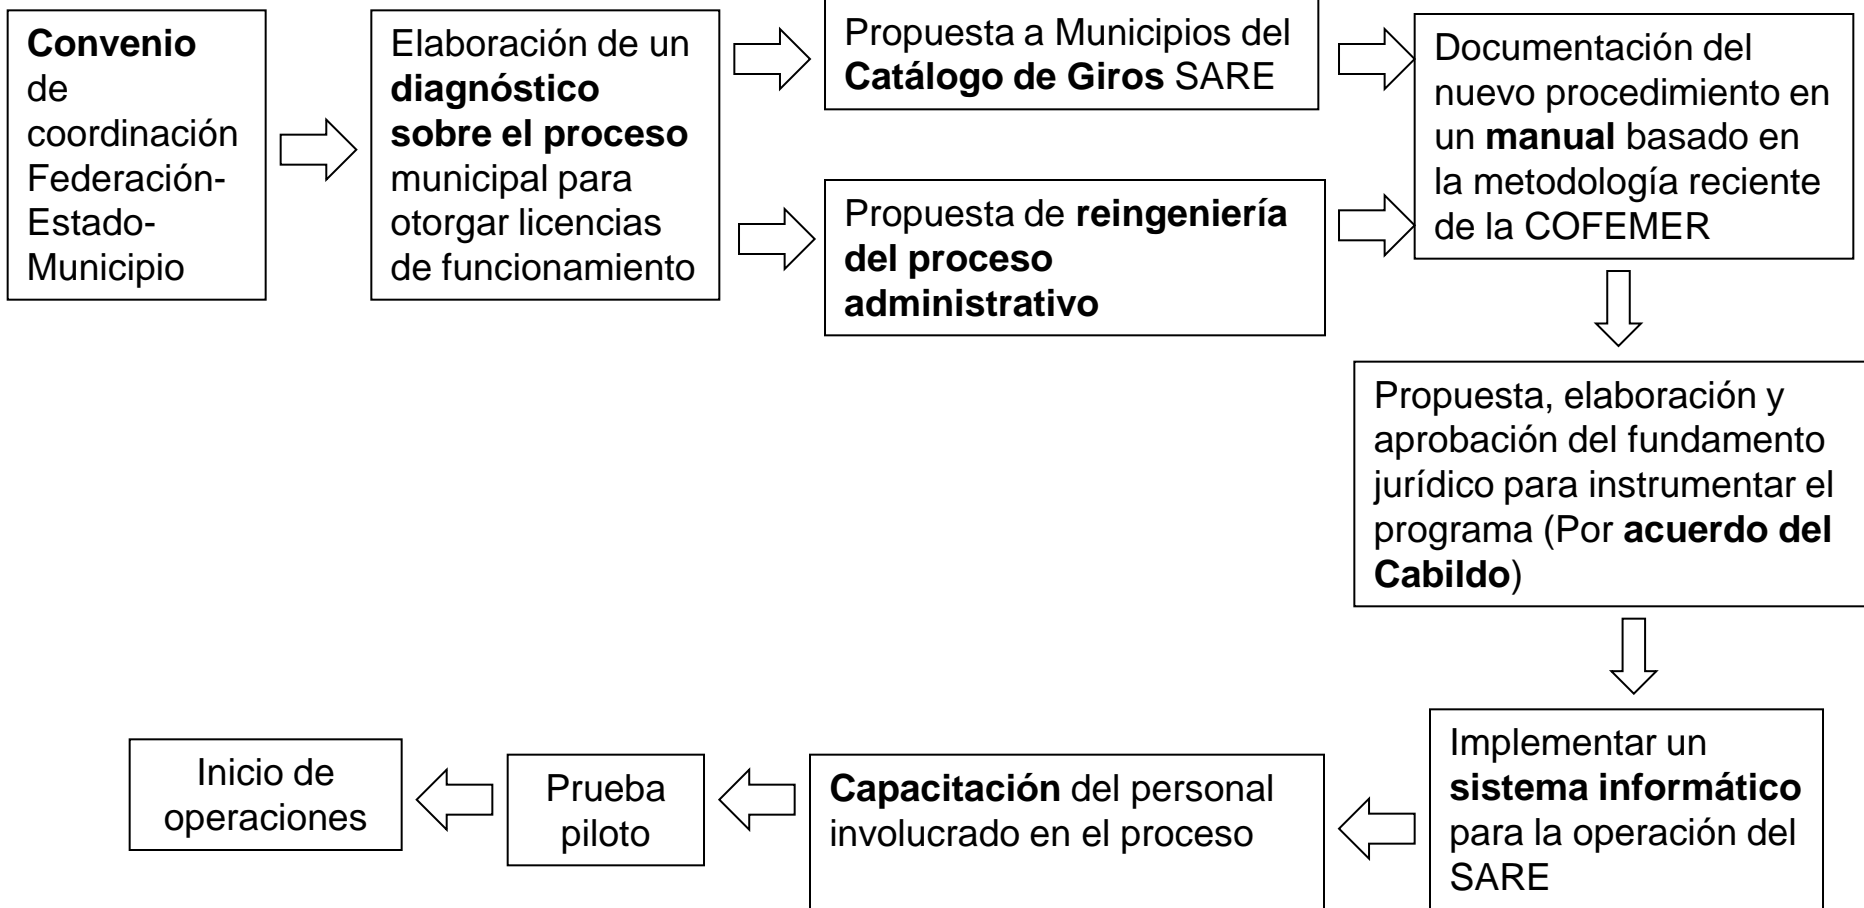 Convenio
de
coordinación
Federación-
Estado-
Municipio
Elaboración de un
diagnóstico
sobre el proceso
municipal para
otorgar licencias
de funcionamiento
Propuesta a Municipios del
Catálogo de Giros SARE
Propuesta de reingeniería
del proceso
administrativo
Documentación del
nuevo procedimiento en
un manual basado en
la metodología reciente
de la COFEMER
Propuesta, elaboración y
aprobación del fundamento
jurídico para instrumentar el
programa (Por acuerdo del
Cabildo)
Implementar un
sistema informático
para la operación del
SARE
Capacitación del personal
involucrado en el proceso
Prueba
piloto
Inicio de
operaciones